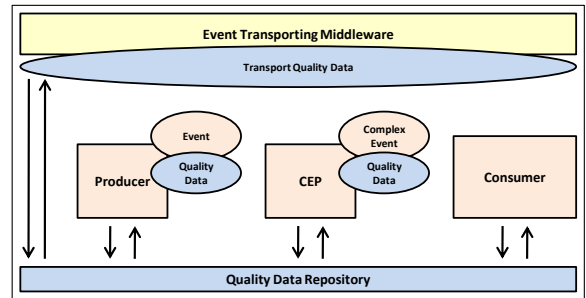 Event Transporting Middleware
Transport Quality Data
Event
Quality
Data
Producer
Complex
Event
Quality
Data
CEP
Consumer
Quality Data Repository